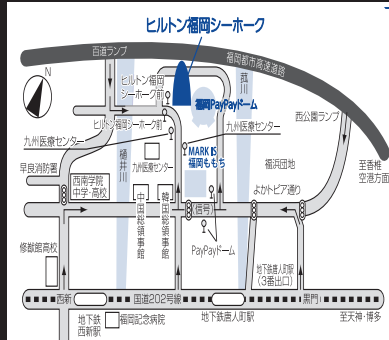 ヒルトン福岡シーホーク
百道ランプ
福岡都市高速道路
N
ヒルトン福岡
シーホーク前
菰川
福岡PayPayドーム
西公園ランプ
ヒルトン福岡シーホーク前
九州医療センター
九州医療センター
樋井川
MARK IS
福岡ももち
早良消防署
九州医療センター
福浜団地
至香椎
空港方面
西南学院
中学・高校
よかトピア通り
中国総領事館
韓国総領事館
(信号)
修猷館高校
PayPayドーム
地下鉄唐人町駅
(3番出口)
西新
国道202号線
黒門
地下鉄
西新駅
福岡記念病院
地下鉄唐人町駅
至天神・博多